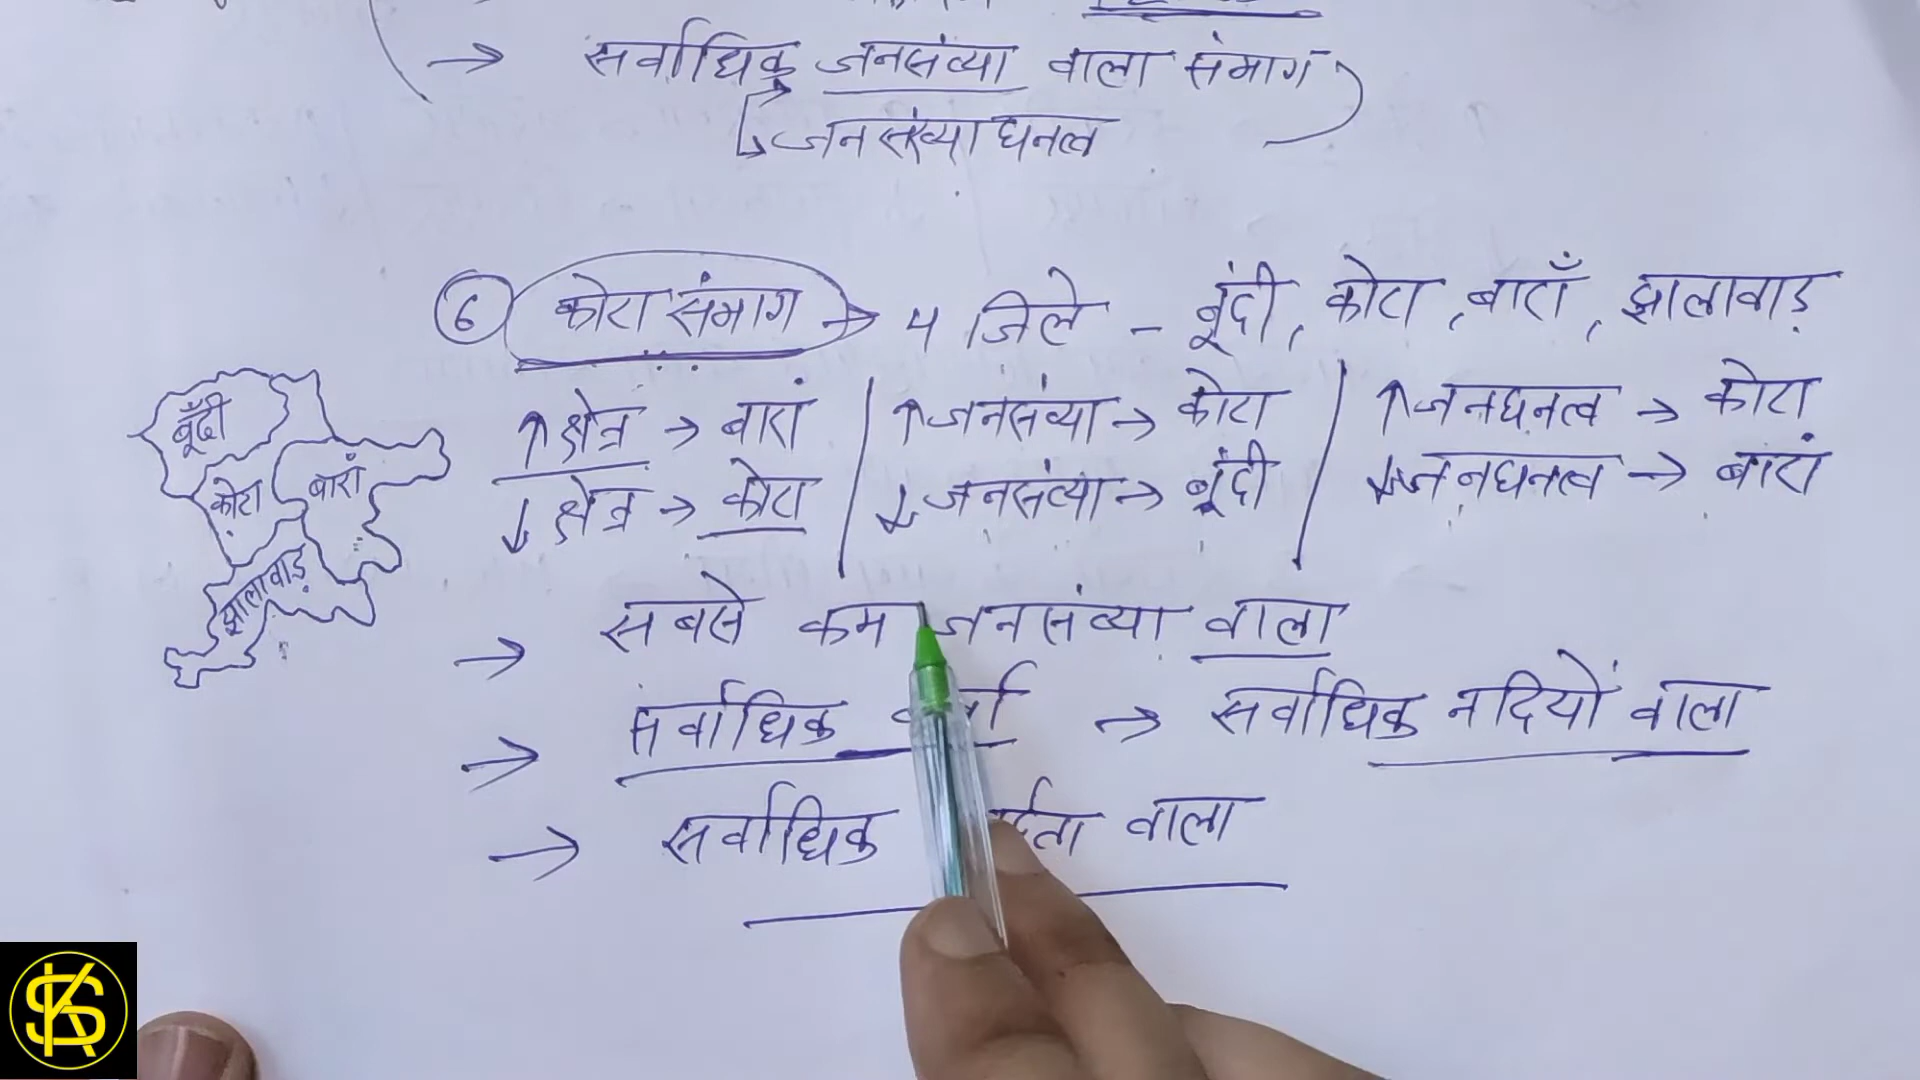 → सर्वाधिक जनसंख्या वाला संभाग
↳ जनसंख्या घनत्व
⑥ कोटा संभाग → 4 जिले - बूंदी, कोटा, बाराँ, झालावाड़
↑ क्षेत्र → बारां | ↑ जनसंख्या → कोटा | ↑ जनघनत्व → कोटा
↓ क्षेत्र → कोटा | ↓ जनसंख्या → बूंदी | ↓ जनघनत्व → बारां
बूँदी
कोटा
बारां
झालावाड़
→ सबसे कम जनसंख्या वाला
→ सर्वाधिक → सर्वाधिक नदियों वाला
→ सर्वाधिक वाला